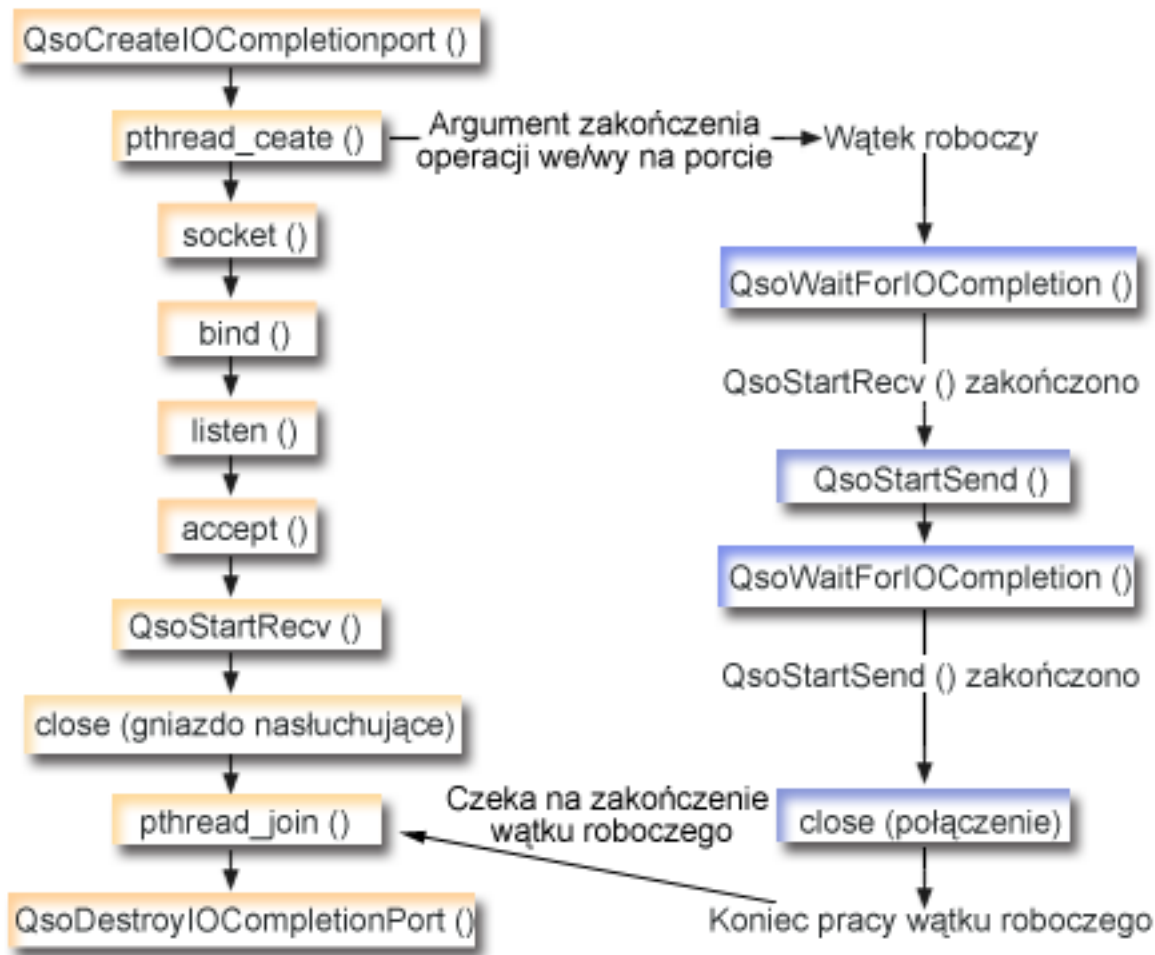 QsoCreateIOCompletionport ()
pthread_ceate ()
Argument zakończenia
operacji we/wy na porcie
Wątek roboczy
socket ()
bind ()
listen ()
accept ()
QsoStartRecv ()
close (gniazdo nasłuchujące)
pthread_join ()
QsoDestroyIOCompletionPort ()
QsoWaitForIOCompletion ()
QsoStartRecv () zakończono
QsoStartSend ()
QsoWaitForIOCompletion ()
QsoStartSend () zakończono
close (połączenie)
Koniec pracy wątku roboczego
Czeka na zakończenie
wątku roboczego